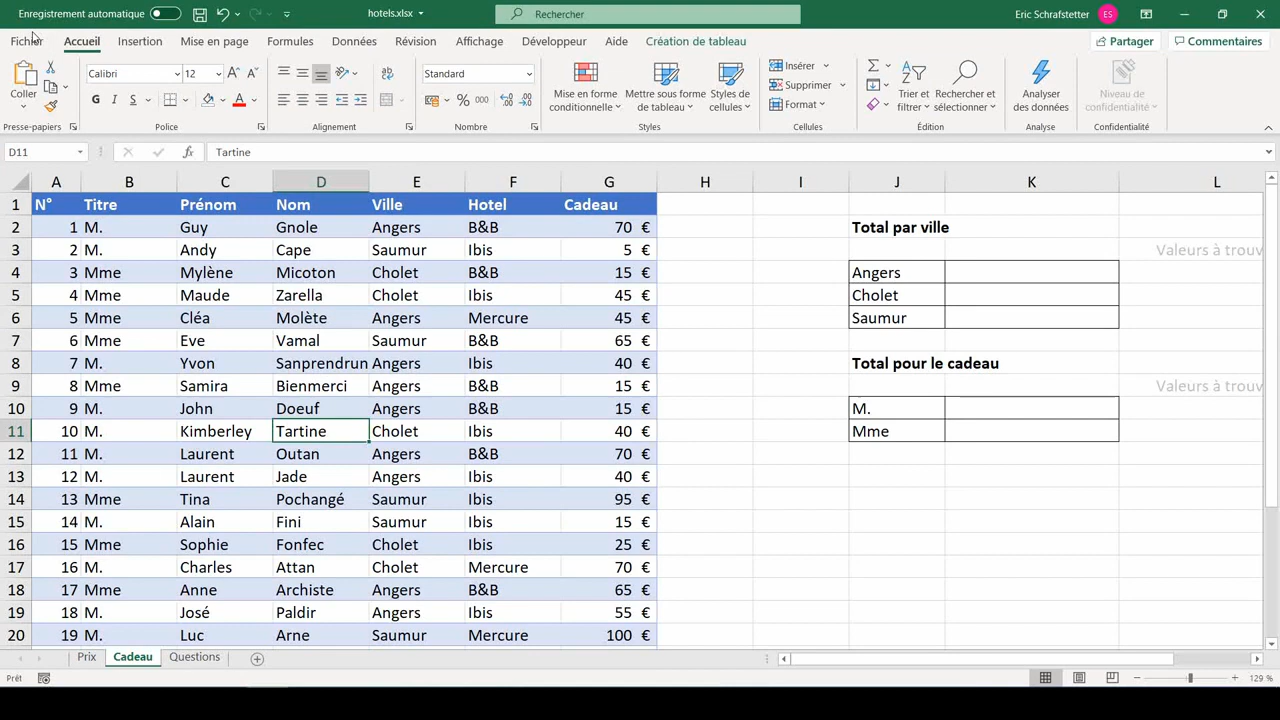 Enregistrement automatique hotels.xlsx Rechercher Eric Schrafstetter ES
Fichier Accueil Insertion Mise en page Formules Données Révision Affichage Développeur Aide Création de tableau Partager Commentaires
Coller Calibri 12 Standard Insérer Supprimer Format
G I S
Mise en forme conditionnelle Mettre sous forme de tableau Styles de cellules Trier et filtrer Rechercher et sélectionner Analyser des données Niveau de confidentialité
Presse-papiers Police Alignement Nombre Styles Cellules Édition Analyse Confidentialité
D11 fx Tartine
A B C D E F G H I J K L
1 N° Titre Prénom Nom Ville Hotel Cadeau
2 1 M. Guy Gnole Angers B&B 70 € Total par ville
3 2 M. Andy Cape Saumur Ibis 5 € Valeurs à trouv
4 3 Mme Mylène Micoton Cholet B&B 15 € Angers
5 4 Mme Maude Zarella Cholet Ibis 45 € Cholet
6 5 Mme Cléa Molète Angers Mercure 45 € Saumur
7 6 Mme Eve Vamal Saumur B&B 65 €
8 7 M. Yvon Sanprendrun Angers Ibis 40 € Total pour le cadeau
9 8 Mme Samira Bienmerci Angers B&B 15 € Valeurs à trouv
10 9 M. John Doeuf Angers B&B 15 € M.
11 10 M. Kimberley Tartine Cholet Ibis 40 € Mme
12 11 M. Laurent Outan Angers B&B 70 €
13 12 M. Laurent Jade Angers Ibis 40 €
14 13 Mme Tina Pochangé Saumur Ibis 95 €
15 14 M. Alain Fini Saumur Ibis 15 €
16 15 Mme Sophie Fonfec Cholet Ibis 25 €
17 16 M. Charles Attan Cholet Mercure 70 €
18 17 Mme Anne Archiste Angers B&B 65 €
19 18 M. José Paldir Angers Ibis 55 €
20 19 M. Luc Arne Saumur Mercure 100 €
Prix Cadeau Questions
Prêt 129 %